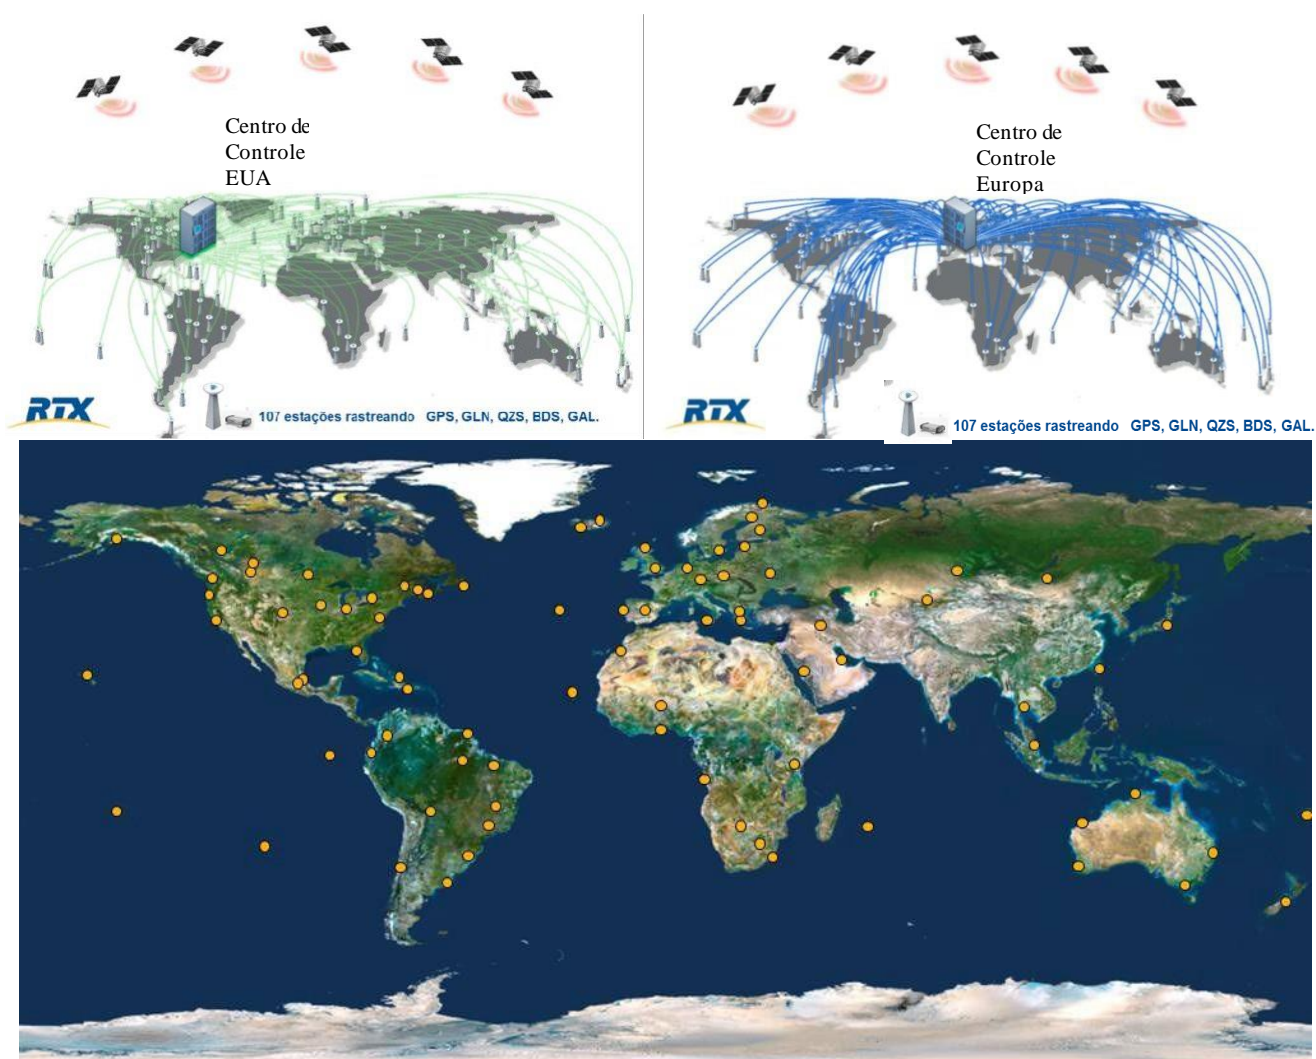 Centro de
Controle
EUA
RTX
107 estações rastreando GPS, GLN, QZS, BDS, GAL.
Centro de
Controle
Europa
RTX
107 estações rastreando GPS, GLN, QZS, BDS, GAL.